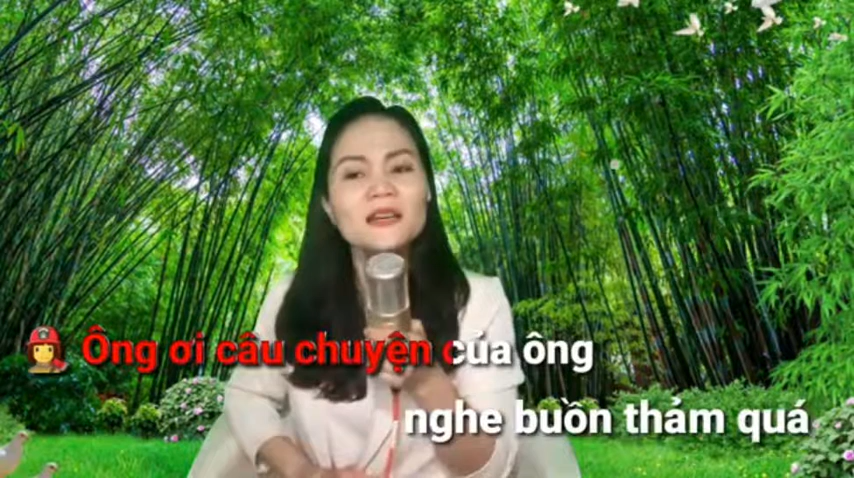 Ông ơi câu chuyện của ông
nghe buồn thảm quá